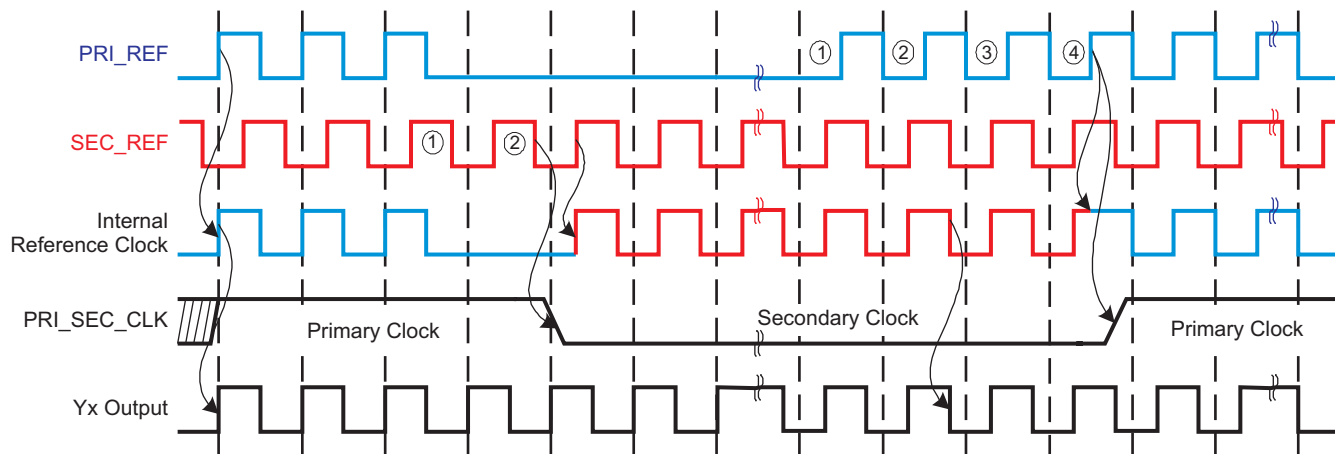 PRI_REF
① ② ③ ④
SEC_REF
① ②
Internal
Reference Clock
PRI_SEC_CLK
Primary Clock
Secondary Clock
Primary Clock
Yx Output